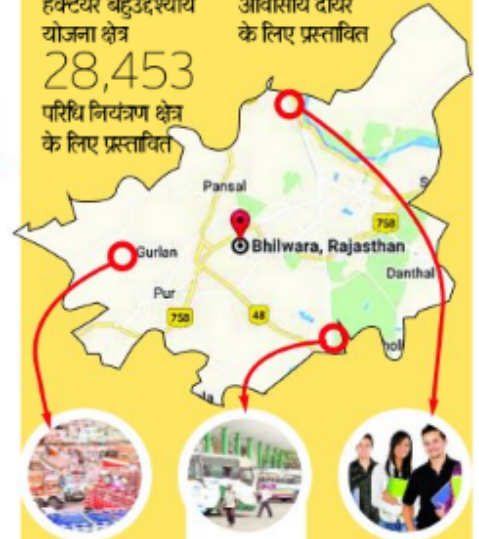 हेक्टेयर बहुउद्देश्यीय
योजना क्षेत्र
28,453
परिधि नियंत्रण क्षेत्र
के लिए प्रस्तावित
आवासीय दायरे
के लिए प्रस्तावित
Pansal
758
Bhilwara, Rajasthan
Gurlan
Danthal
Pur
758
48